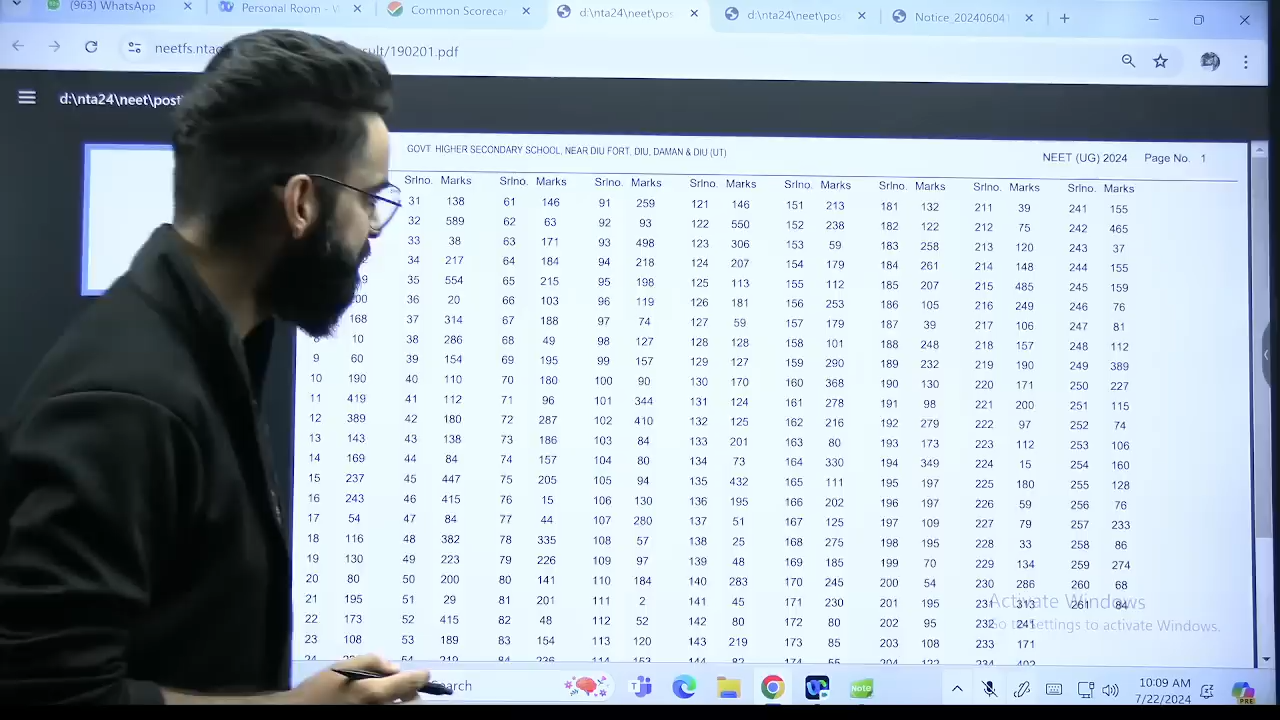 (963) WhatsApp
Personal Room - V
Common Scorecar
d:\nta24\neet\pos
d:\nta24\neet\pos
Notice_20240604
190201.pdf
d:\nta24\neet\post
GOVT. HIGHER SECONDARY SCHOOL, NEAR DIU FORT, DIU, DAMAN & DIU (UT)
NEET (UG) 2024 Page No. 1
Srlno. Marks Srlno. Marks Srlno. Marks Srlno. Marks Srlno. Marks Srlno. Marks Srlno. Marks Srlno. Marks
31 138 61 146 91 259 121 146 151 213 181 132 211 39 241 155
32 589 62 63 92 93 122 550 152 238 182 122 212 75 242 465
33 38 63 171 93 498 123 306 153 59 183 258 213 120 243 37
34 217 64 184 94 218 124 207 154 179 184 261 214 148 244 155
35 554 65 215 95 198 125 113 155 112 185 207 215 485 245 159
36 20 66 103 96 119 126 181 156 253 186 105 216 249 246 76
168 37 314 67 188 97 74 127 59 157 179 187 39 217 106 247 81
8 10 38 286 68 49 98 127 128 128 158 101 188 248 218 157 248 112
9 60 39 154 69 195 99 157 129 127 159 290 189 232 219 190 249 389
10 190 40 110 70 180 100 90 130 170 160 368 190 130 220 171 250 227
11 419 41 112 71 96 101 344 131 124 161 278 191 98 221 200 251 115
12 389 42 180 72 287 102 410 132 125 162 216 192 279 222 97 252 74
13 143 43 138 73 186 103 84 133 201 163 80 193 173 223 112 253 106
14 169 44 84 74 157 104 80 134 73 164 330 194 349 224 15 254 160
15 237 45 447 75 205 105 94 135 432 165 111 195 197 225 180 255 128
16 243 46 415 76 15 106 130 136 195 166 202 196 197 226 59 256 76
17 54 47 84 77 44 107 280 137 51 167 125 197 109 227 79 257 233
18 116 48 382 78 335 108 57 138 25 168 275 198 195 228 33 258 86
19 130 49 223 79 226 109 97 139 48 169 185 199 70 229 134 259 274
20 80 50 200 80 141 110 184 140 283 170 245 200 54 230 286 260 68
21 195 51 29 81 201 111 2 141 45 171 230 201 195 231 313 261 84
22 173 52 415 82 48 112 52 142 80 172 80 202 95 232 241
23 108 53 189 83 154 113 120 143 219 173 85 203 108 233 171
Activate Windows
Go to Settings to activate Windows.
Search
Note
PRE
10:09 AM
7/22/2024